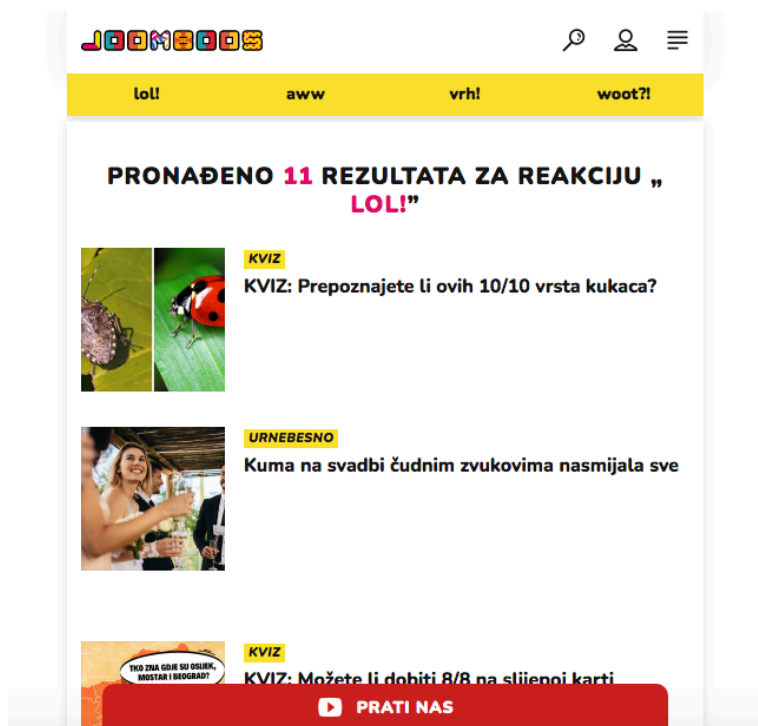 JOOMBOOS
lol! aww vrh! woot?!
PRONAĐENO 11 REZULTATA ZA REAKCIJU „
LOL!”
KVIZ
KVIZ: Prepoznajete li ovih 10/10 vrsta kukaca?
URNEBESNO
Kuma na svadbi čudnim zvukovima nasmijala sve
TKO ZNA GDJE SU OSIJEK,
MOSTAR I BEOGRAD?
KVIZ
KVIZ: Možete li dobiti 8/8 na slijepoj karti
PRATI NAS